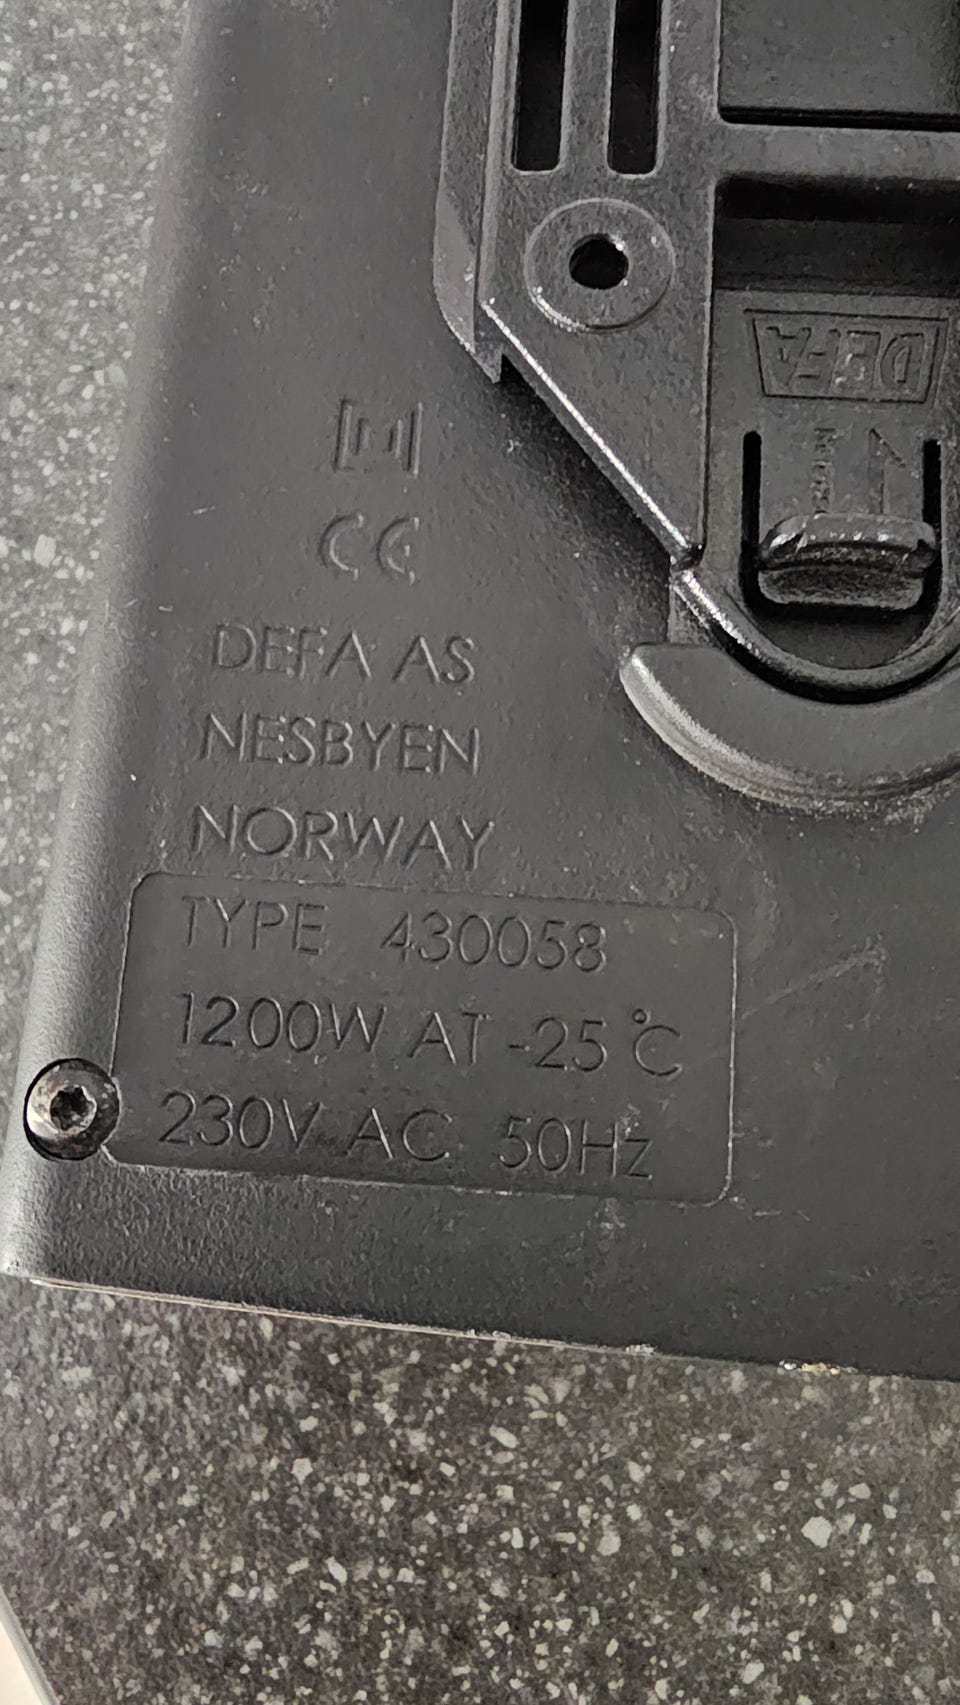 DEFA
CE
DEFA AS
NESBYEN
NORWAY
TYPE 430058
1200W AT -25°C
230V AC 50Hz